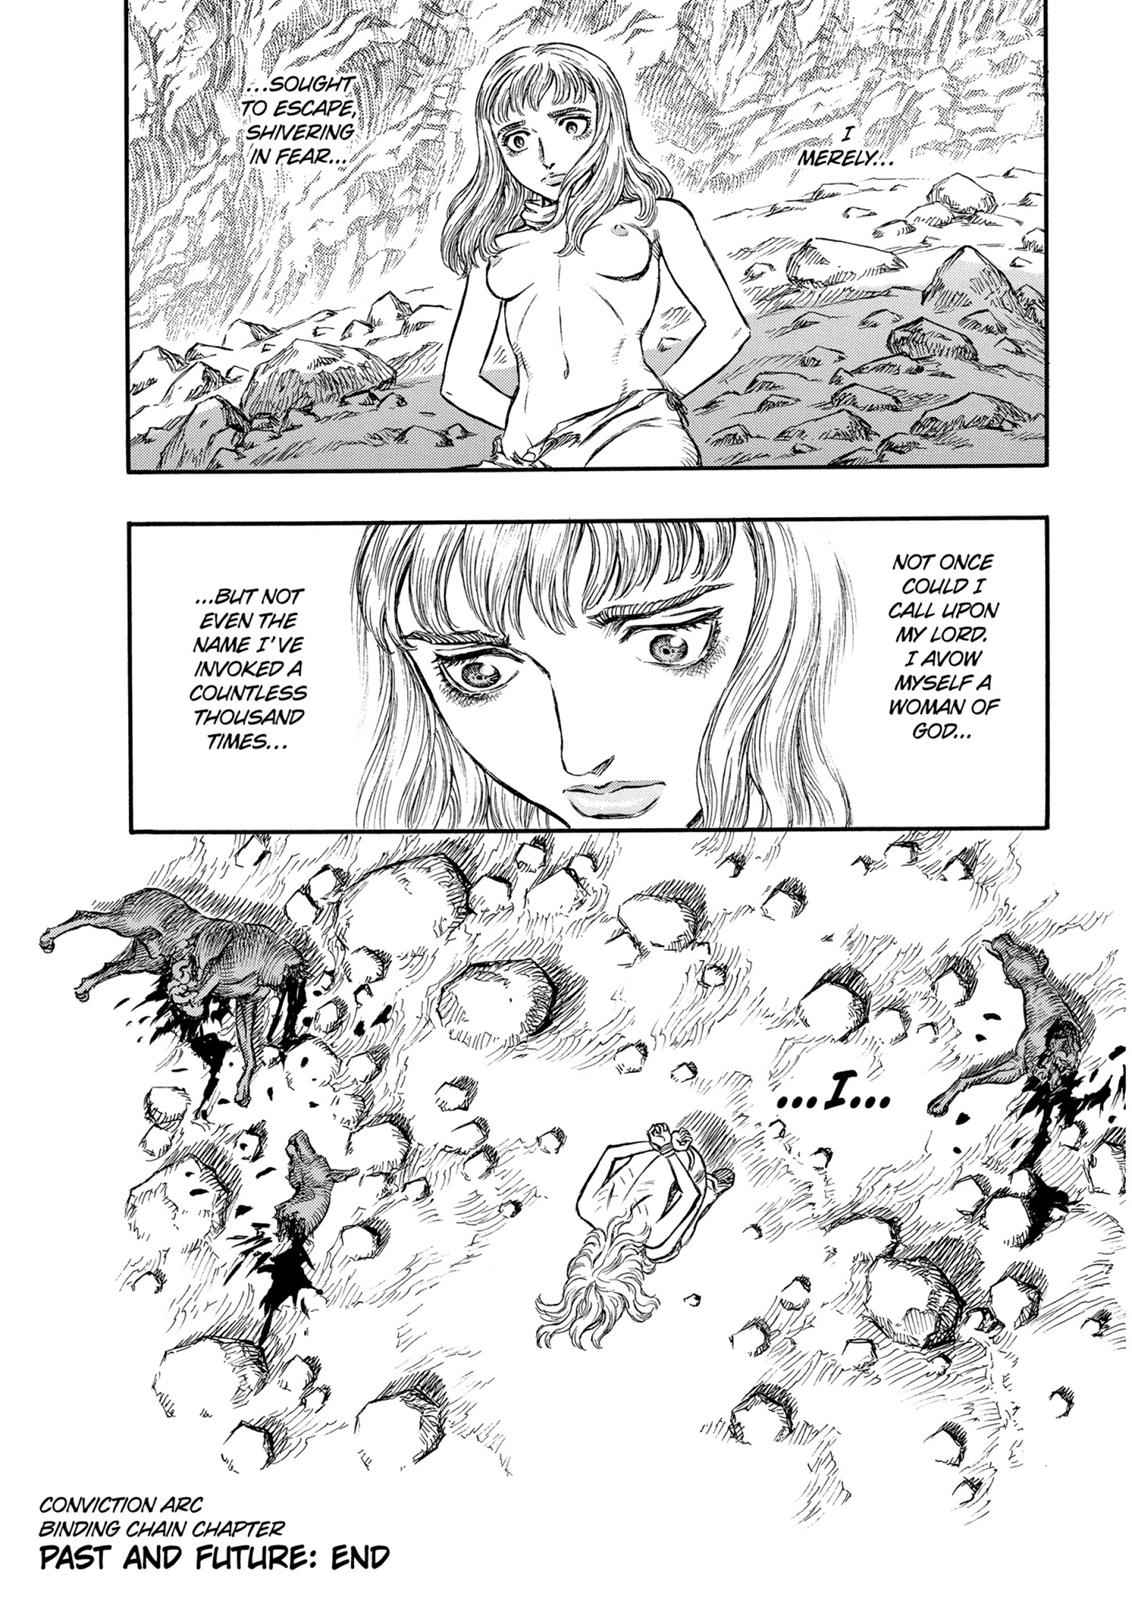 I
MERELY...
...SOUGHT
TO ESCAPE,
SHIVERING
IN FEAR...
NOT ONCE
COULD I
CALL UPON
MY LORD.
I AVOW
MYSELF A
WOMAN OF
GOD...
...BUT NOT
EVEN THE
NAME I'VE
INVOKED A
COUNTLESS
THOUSAND
TIMES...
...I...
CONVICTION ARC
BINDING CHAIN CHAPTER
PAST AND FUTURE: END